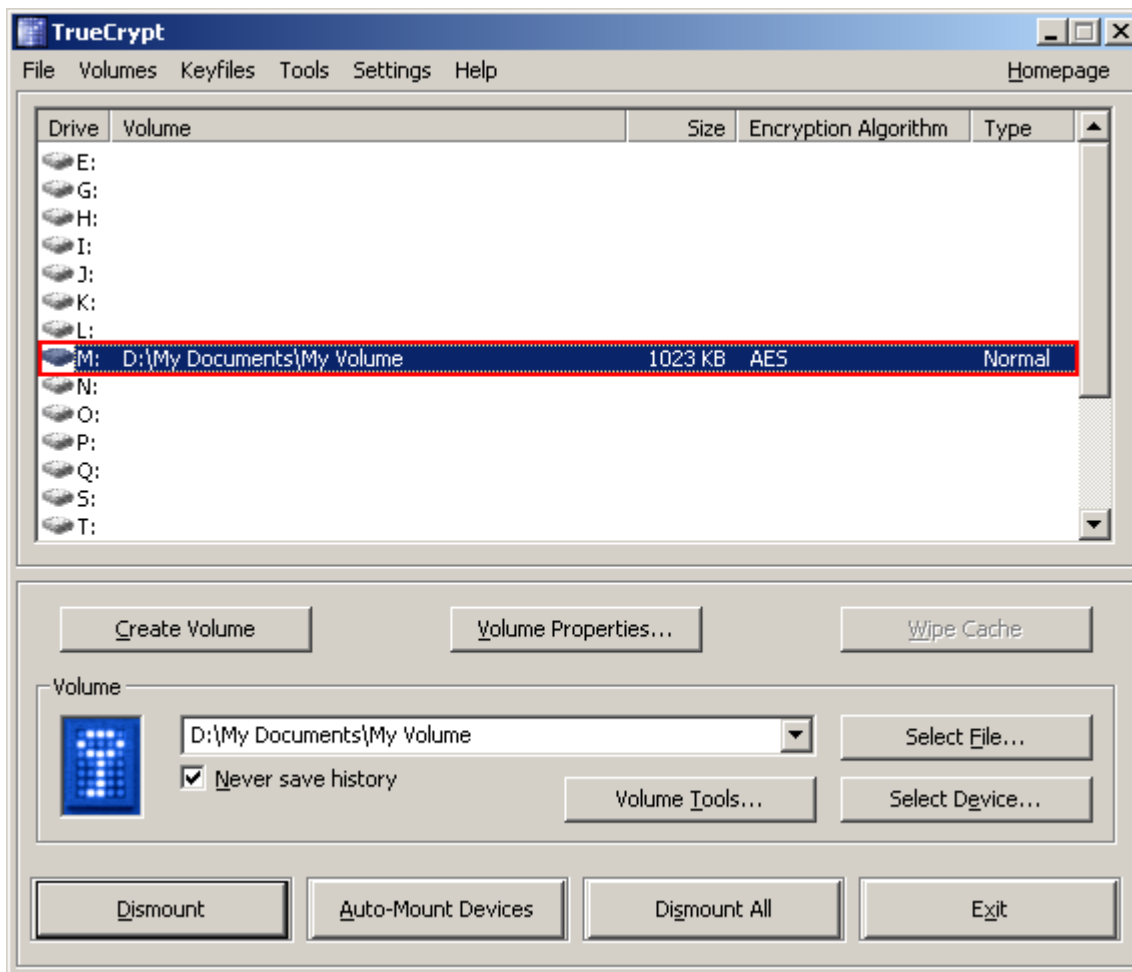 TrueCrypt
File Volumes Keyfiles Tools Settings Help Homepage
Drive Volume Size Encryption Algorithm Type
E:
G:
H:
I:
J:
K:
L:
M: D:\My Documents\My Volume 1023 KB AES Normal
N:
O:
P:
Q:
S:
T:
Create Volume Volume Properties... Wipe Cache
Volume
D:\My Documents\My Volume Select File...
Never save history
Volume Tools... Select Device...
Dismount Auto-Mount Devices Dismount All Exit